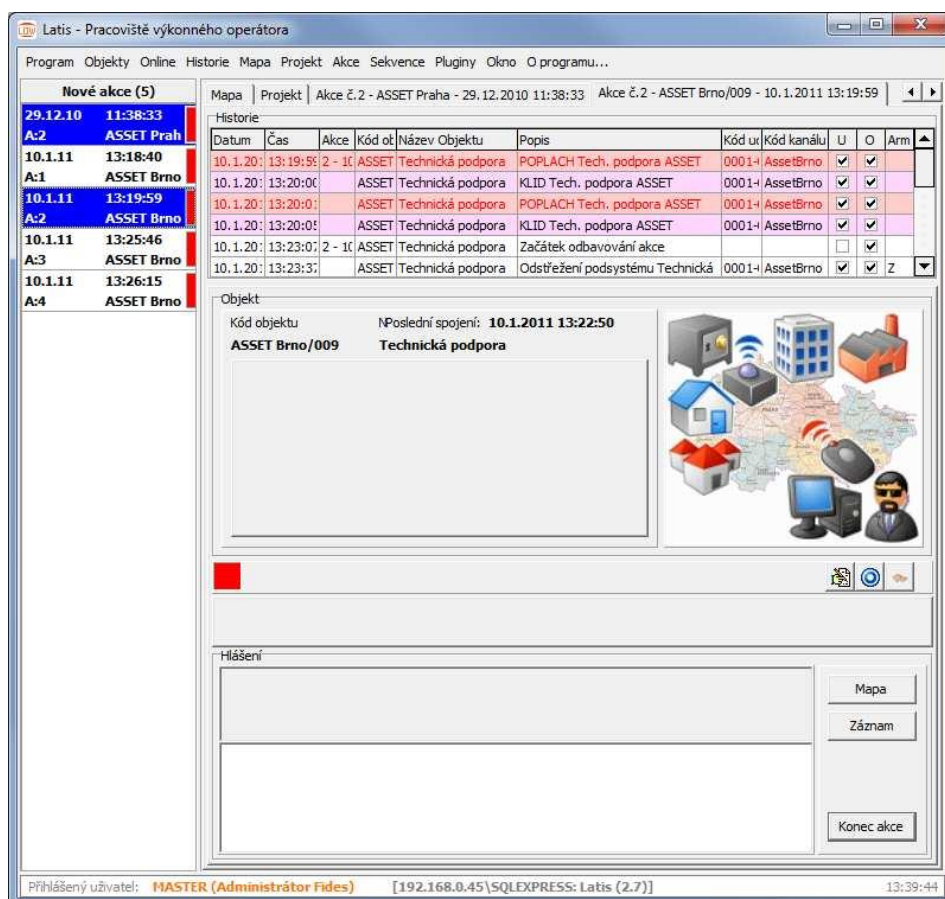 Latis - Pracoviště výkonného operátora
Program Objekty Online Historie Mapa Projekt Akce Sekvence Pluginy Okno O programu...
Nové akce (5)
29.12.10 11:38:33
A:2 ASSET Prah
10.1.11 13:18:40
A:1 ASSET Brno
10.1.11 13:19:59
A:2 ASSET Brno
10.1.11 13:25:46
A:3 ASSET Brno
10.1.11 13:26:15
A:4 ASSET Brno
Mapa Projekt Akce č.2 - ASSET Praha - 29.12.2010 11:38:33 Akce č.2 - ASSET Brno/009 - 10.1.2011 13:19:59
Historie
Datum Čas Akce Kód ob Název Objektu Popis Kód ud Kód kanálu U O Arm
10.1.201 13:19:59 2 - 10 ASSET Technická podpora POPLACH Tech. podpora ASSET 0001- AssetBrno
10.1.201 13:20:00 ASSET Technická podpora KLID Tech. podpora ASSET 0001- AssetBrno
10.1.201 13:20:01 ASSET Technická podpora POPLACH Tech. podpora ASSET 0001- AssetBrno
10.1.201 13:20:05 ASSET Technická podpora KLID Tech. podpora ASSET 0001- AssetBrno
10.1.201 13:23:07 2 - 10 ASSET Technická podpora Začátek odbavování akce
10.1.201 13:23:37 ASSET Technická podpora Odstřežení podsystému Technická 0001- AssetBrno Z
Objekt
Kód objektu NPoslední spojení: 10.1.2011 13:22:50
ASSET Brno/009 Technická podpora
Hlášení
Mapa
Záznam
Konec akce
Přihlášený uživatel: MASTER (Administrátor Fides) [192.168.0.45\SQLEXPRESS: Latis (2.7)] 13:39:44